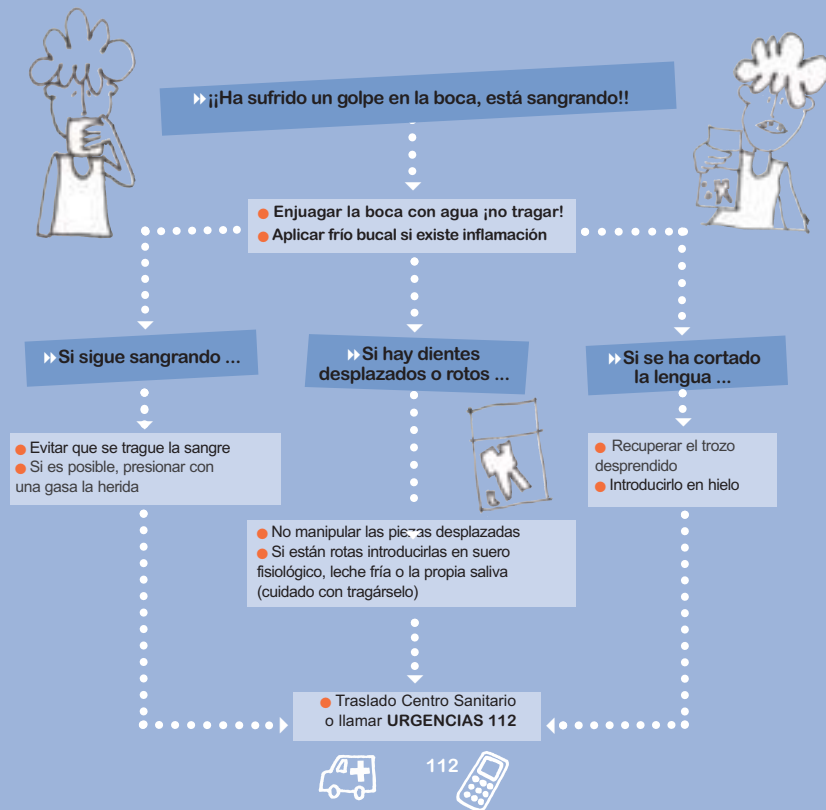 ¡¡Ha sufrido un golpe en la boca, está sangrando!!
Enjuagar la boca con agua ¡no tragar!
Aplicar frío bucal si existe inflamación
Si sigue sangrando ...
Evitar que se trague la sangre
Si es posible, presionar con
una gasa la herida
Si hay dientes
desplazados o rotos ...
No manipular las piezas desplazadas
Si están rotas introducirlas en suero
fisiológico, leche fría o la propia saliva
(cuidado con tragárselo)
Si se ha cortado
la lengua ...
Recuperar el trozo
desprendido
Introducirlo en hielo
Traslado Centro Sanitario
o llamar URGENCIAS 112
112